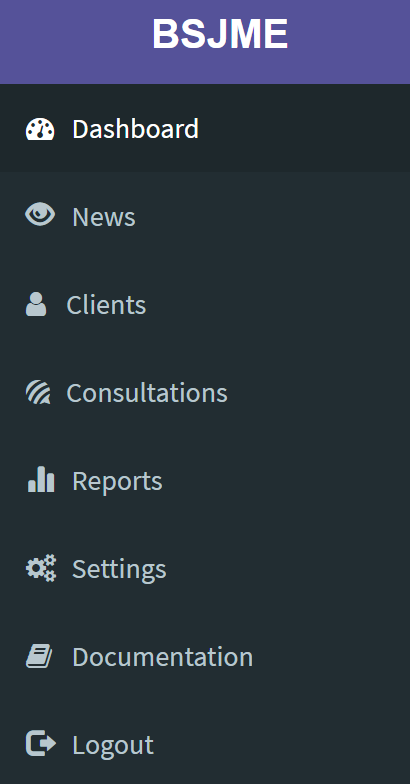 BSJME
Dashboard
News
Clients
Consultations
Reports
Settings
Documentation
Logout